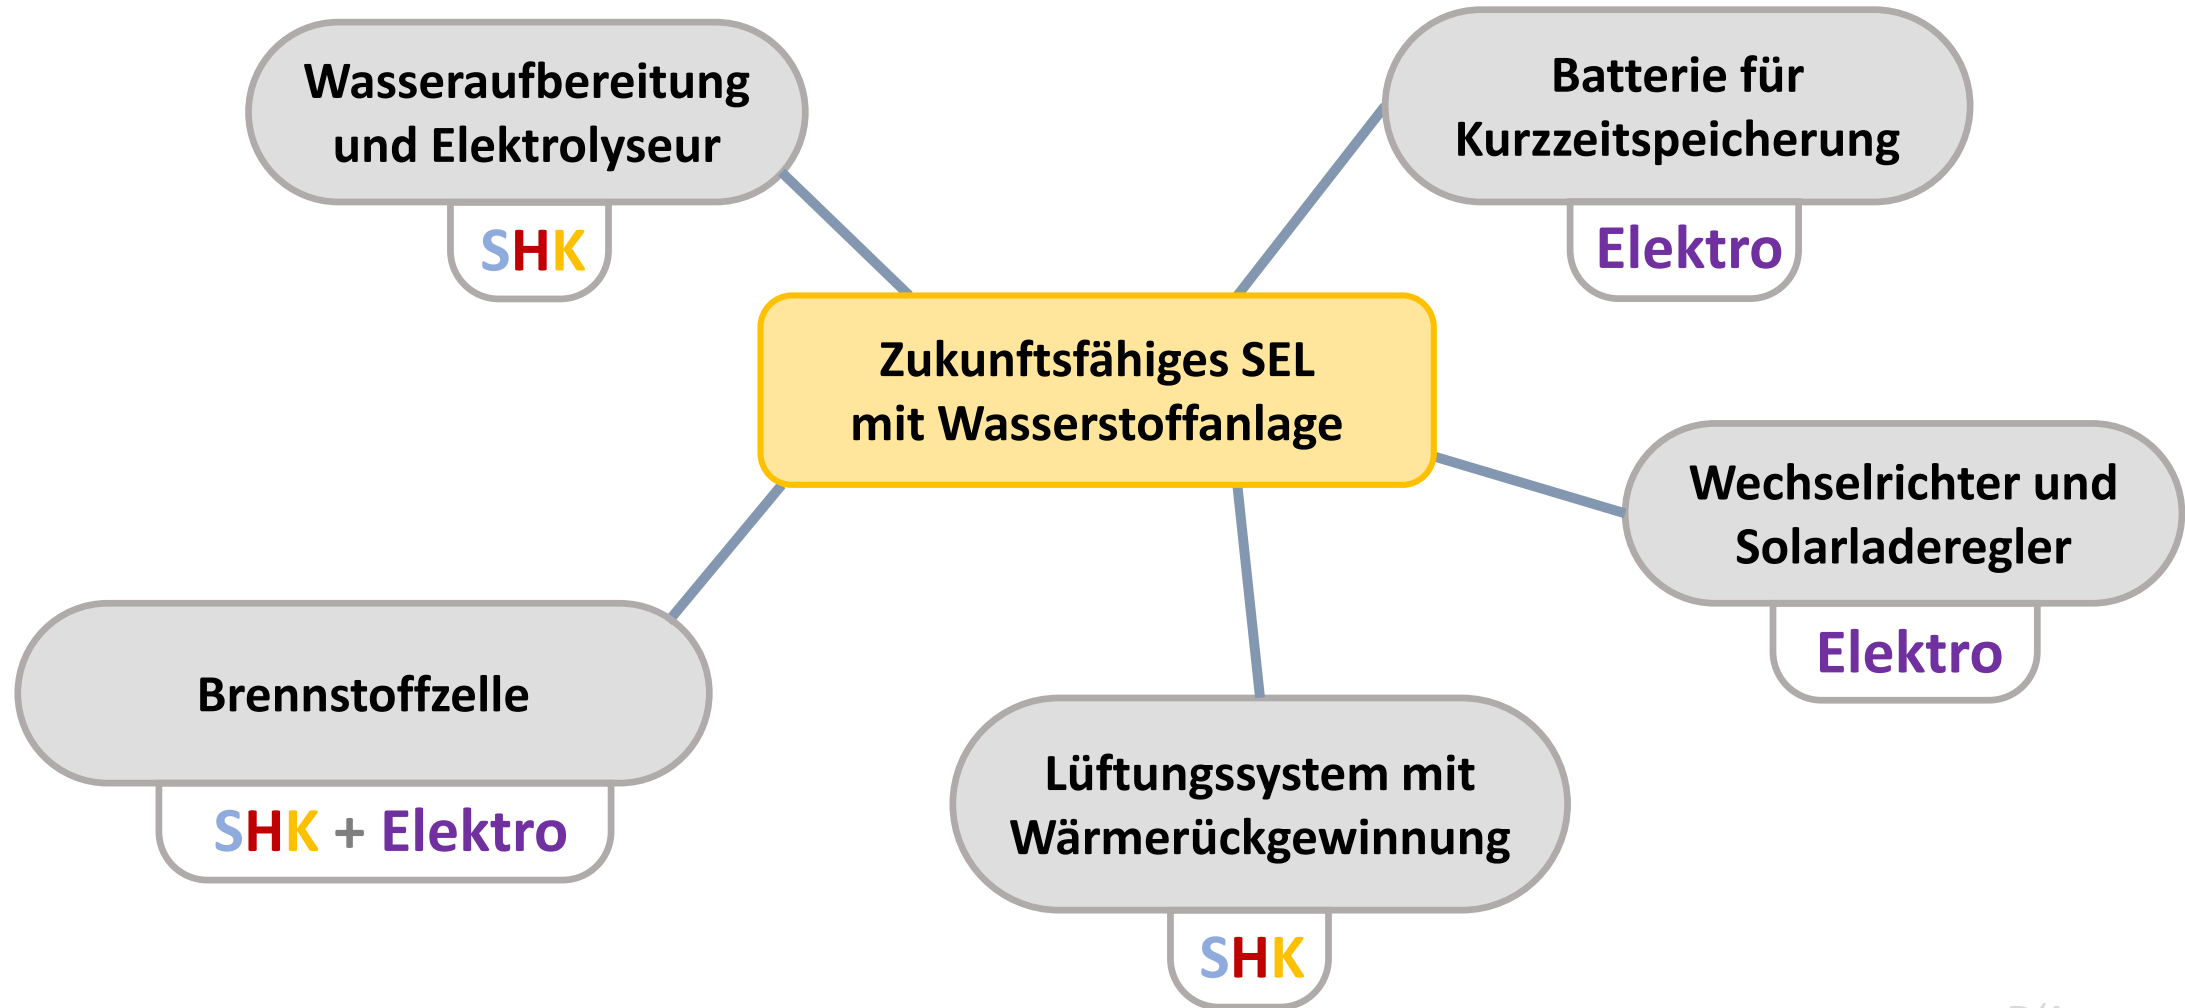 Wasseraufbereitung
und Elektrolyseur
SHK
Batterie für
Kurzzeitspeicherung
Elektro
Zukunftsfähiges SEL
mit Wasserstoffanlage
Wechselrichter und
Solarladeregler
Elektro
Brennstoffzelle
SHK + Elektro
Lüftungssystem mit
Wärmerückgewinnung
SHK